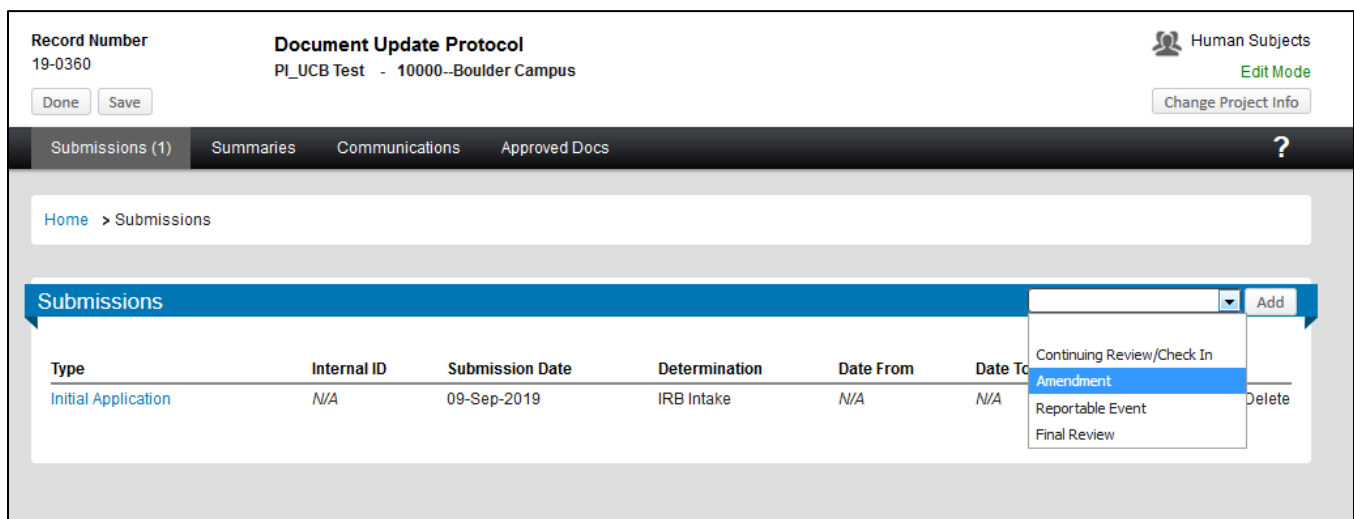 Record Number
19-0360
Done Save
Document Update Protocol
PI_UCB Test - 10000--Boulder Campus
Human Subjects
Edit Mode
Change Project Info
Submissions (1) Summaries Communications Approved Docs ?
Home > Submissions
Submissions Add
Continuing Review/Check In
Amendment
Reportable Event
Final Review
Type Internal ID Submission Date Determination Date From Date To
Initial Application N/A 09-Sep-2019 IRB Intake N/A N/A Delete